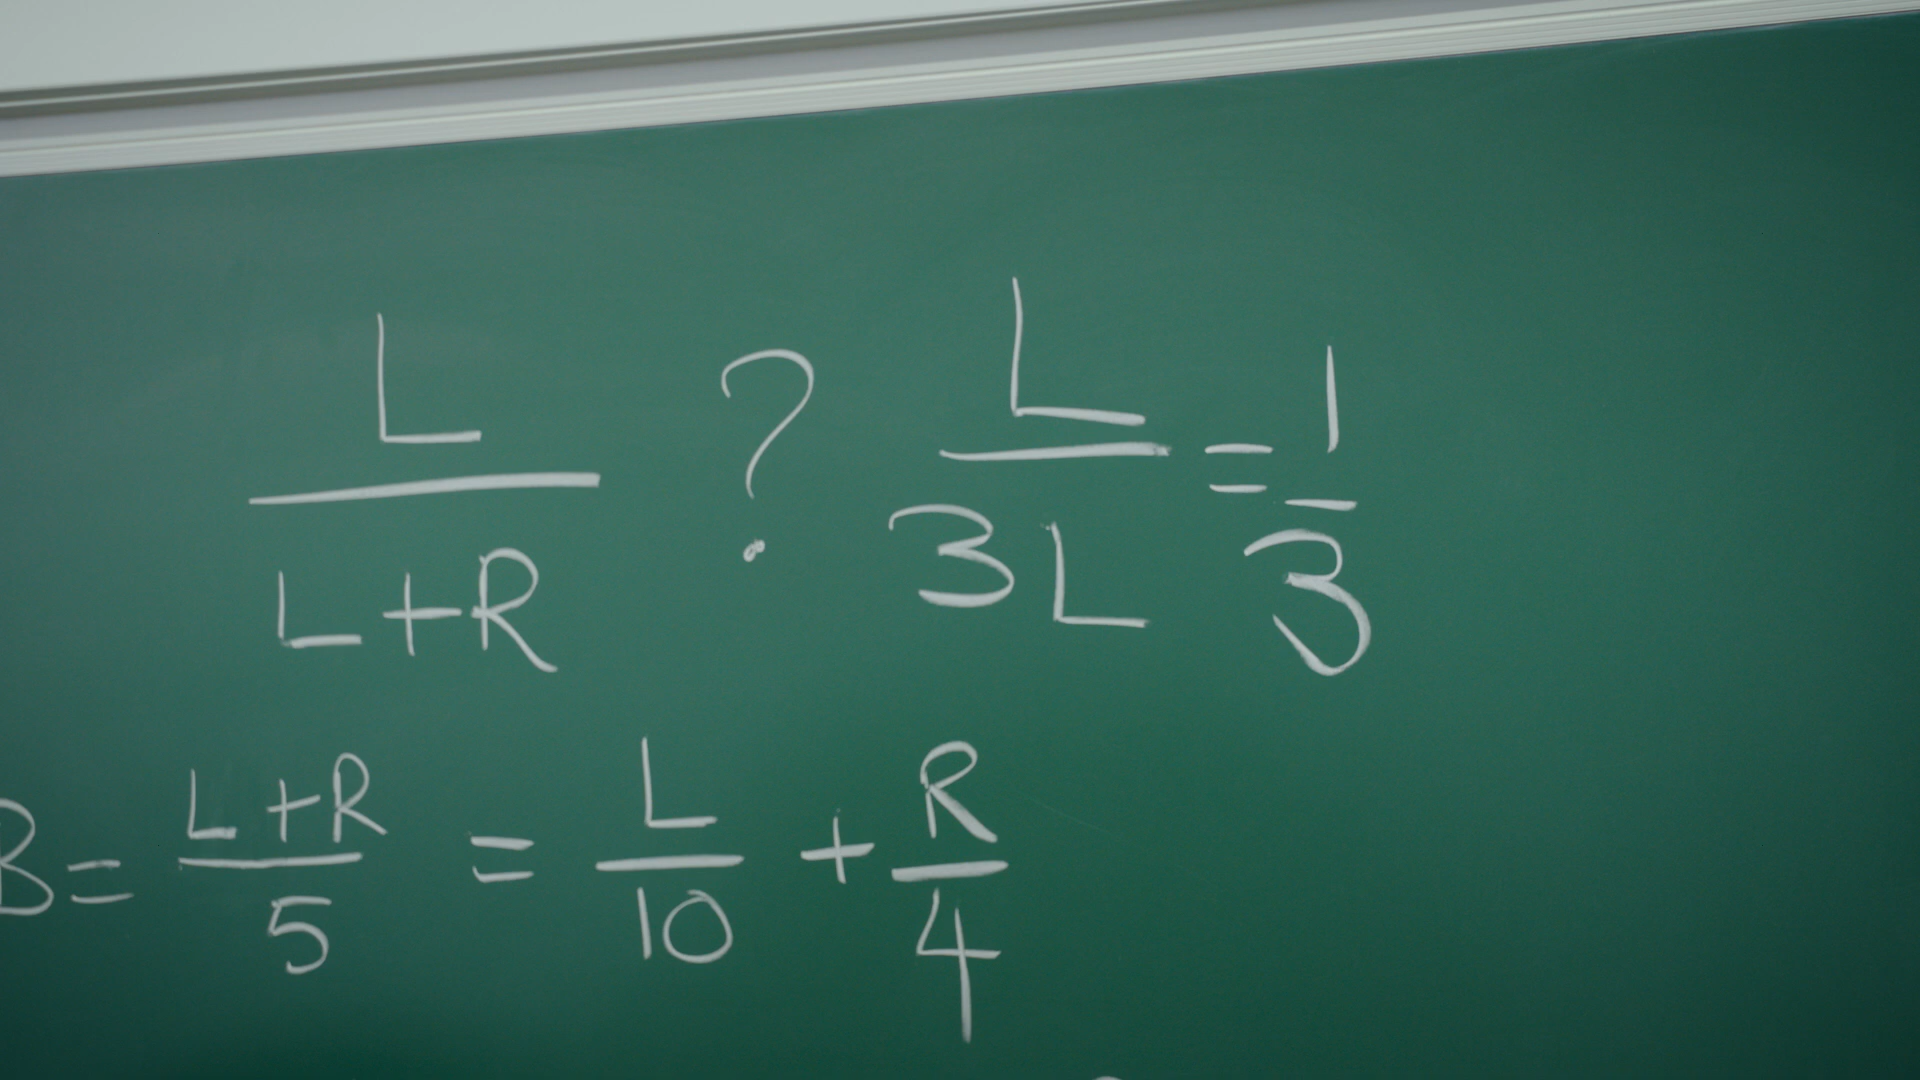 L/(L+R) ? L/3L = 1/3
B = (L+R)/5 = L/10 + R/4